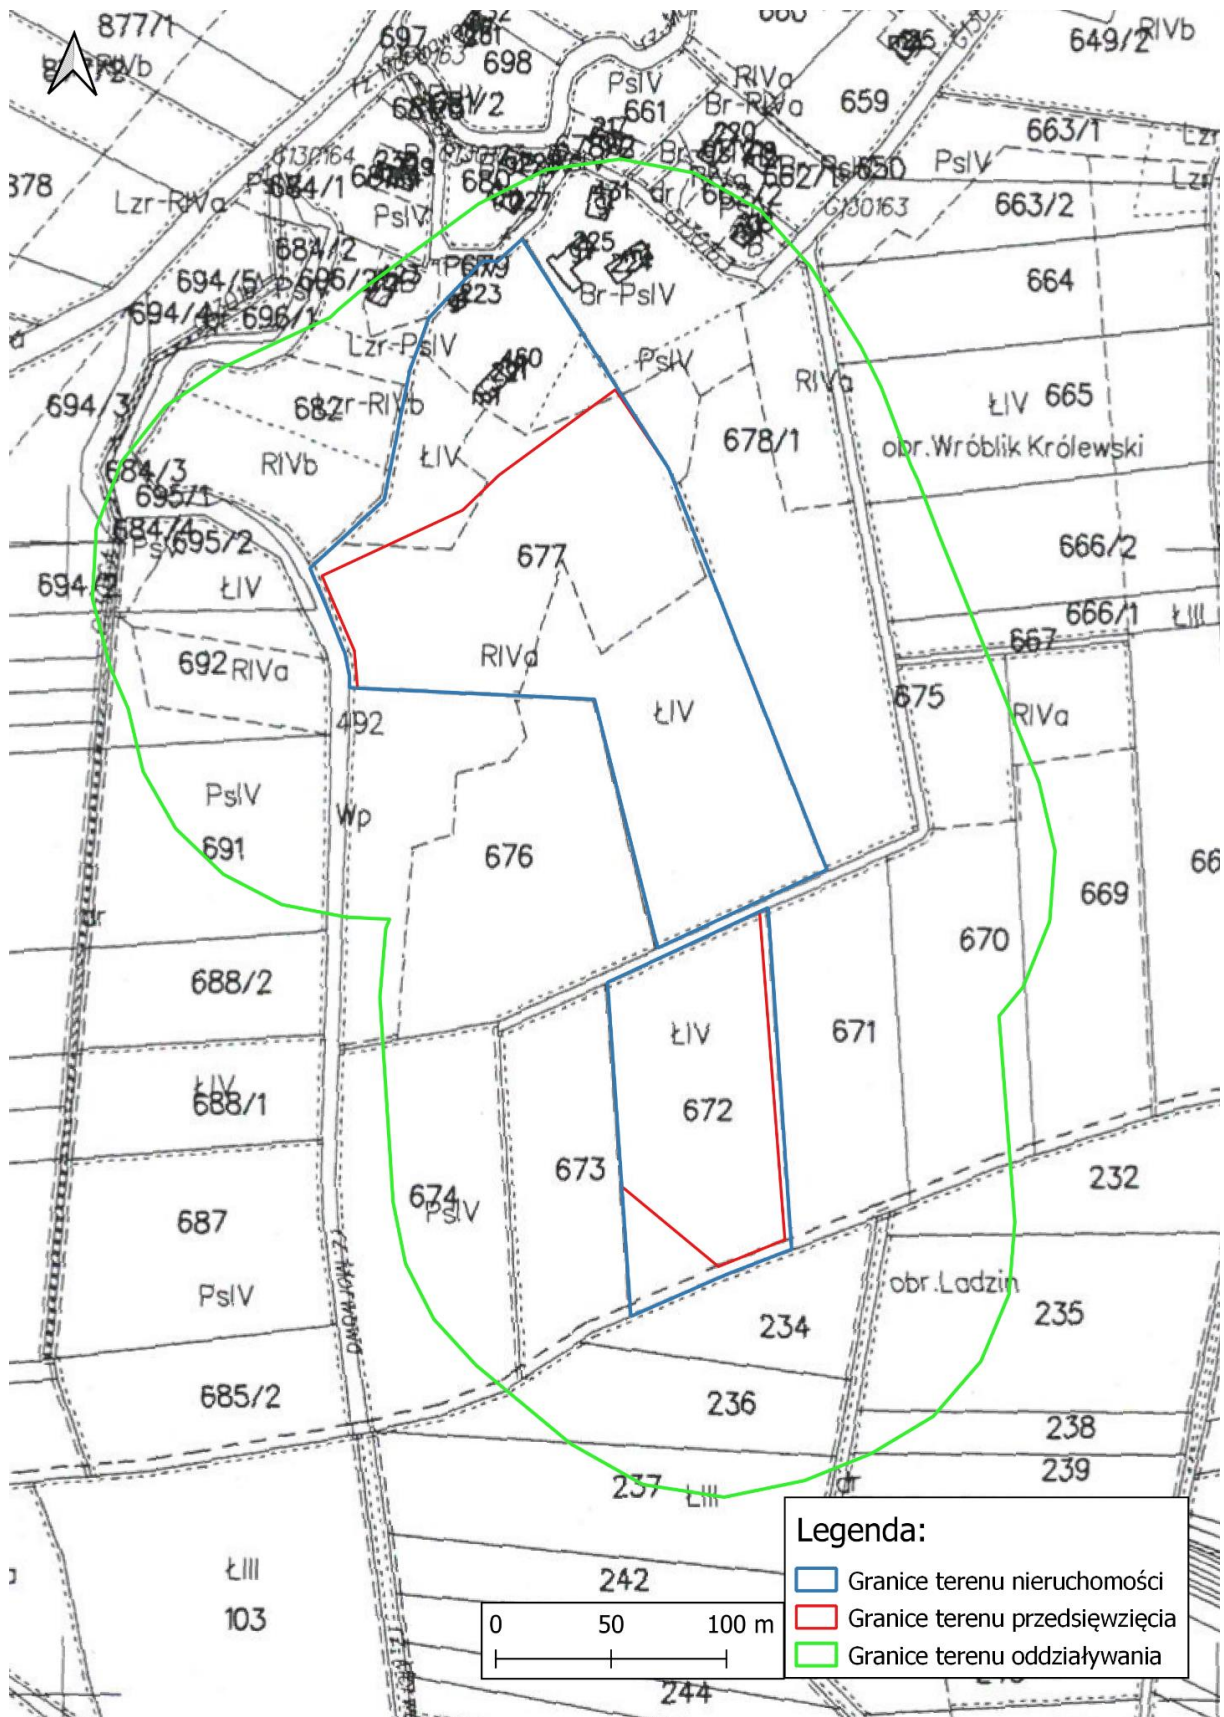 877/1
697
698
PsIV
661
RIVa
Br-RIVa
659
649/2
RIVb
663/1
PsIV
Lzr-RIVa
684/1
PsIV
650
G130163
663/2
684/2
694/5
225
Br-PsIV
664
694/4
696/1
223
Lzr-PsIV
460
PsIV
RIVa
694/3
682
Lzr-RIVb
ŁIV
665
678/1
obr.Wróblik Królewski
RIVb
ŁIV
684/3
695/1
684/4
695/2
677
666/2
ŁIV
666/1
ŁIII
667
692
RIVa
RIVa
675
ŁIV
RIVa
492
PsIV
Wp
691
676
669
dr
670
688/2
ŁIV
671
ŁIV
688/1
672
673
232
674
PsIV
687
PsIV
obr.Ladzin
234
235
685/2
236
238
239
237
ŁIII
dr
ŁIII
242
103
244
Legenda:
Granice terenu nieruchomości
Granice terenu przedsięwzięcia
Granice terenu oddziaływania
0 50 100 m